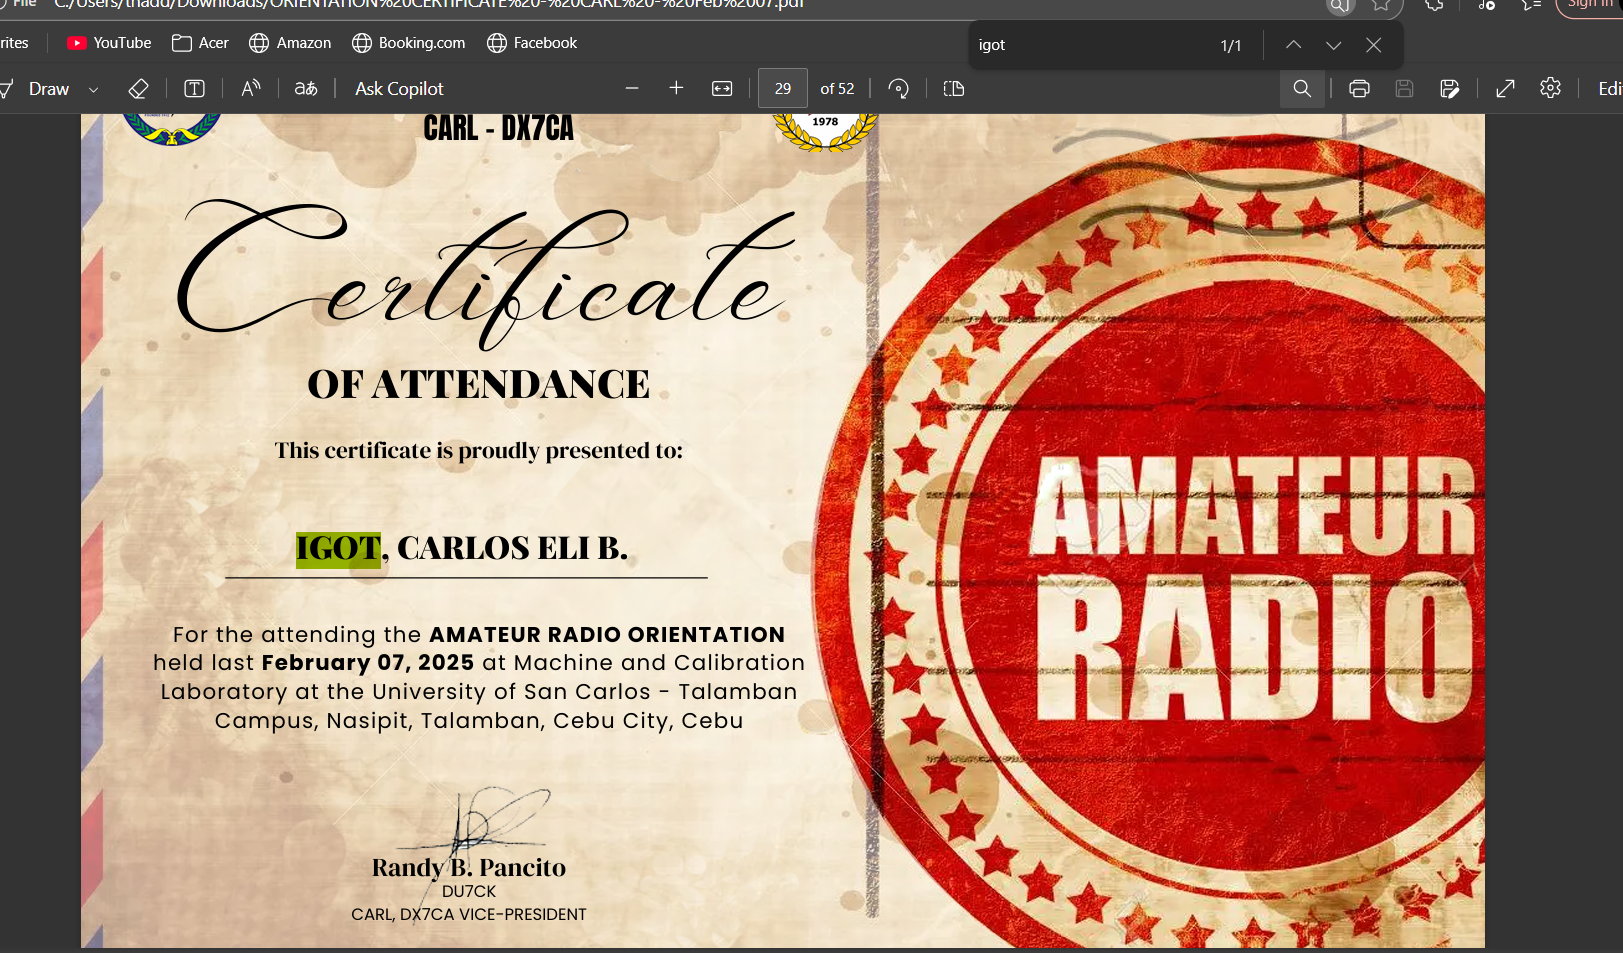 File C:/Users/thadd/Downloads/ORIENTATION%20CERTIFICATE%20-%20CARL%20-%20Feb%2007.pdf Sign in
rites YouTube Acer Amazon Booking.com Facebook
igot 1/1
Draw aあ Ask Copilot 29 of 52 Edi
CARL - DX7CA
1978
Certificate
OF ATTENDANCE
This certificate is proudly presented to:
IGOT, CARLOS ELI B.
For the attending the AMATEUR RADIO ORIENTATION
held last February 07, 2025 at Machine and Calibration
Laboratory at the University of San Carlos - Talamban
Campus, Nasipit, Talamban, Cebu City, Cebu
Randy B. Pancito
DU7CK
CARL, DX7CA VICE-PRESIDENT
AMATEUR
RADIO